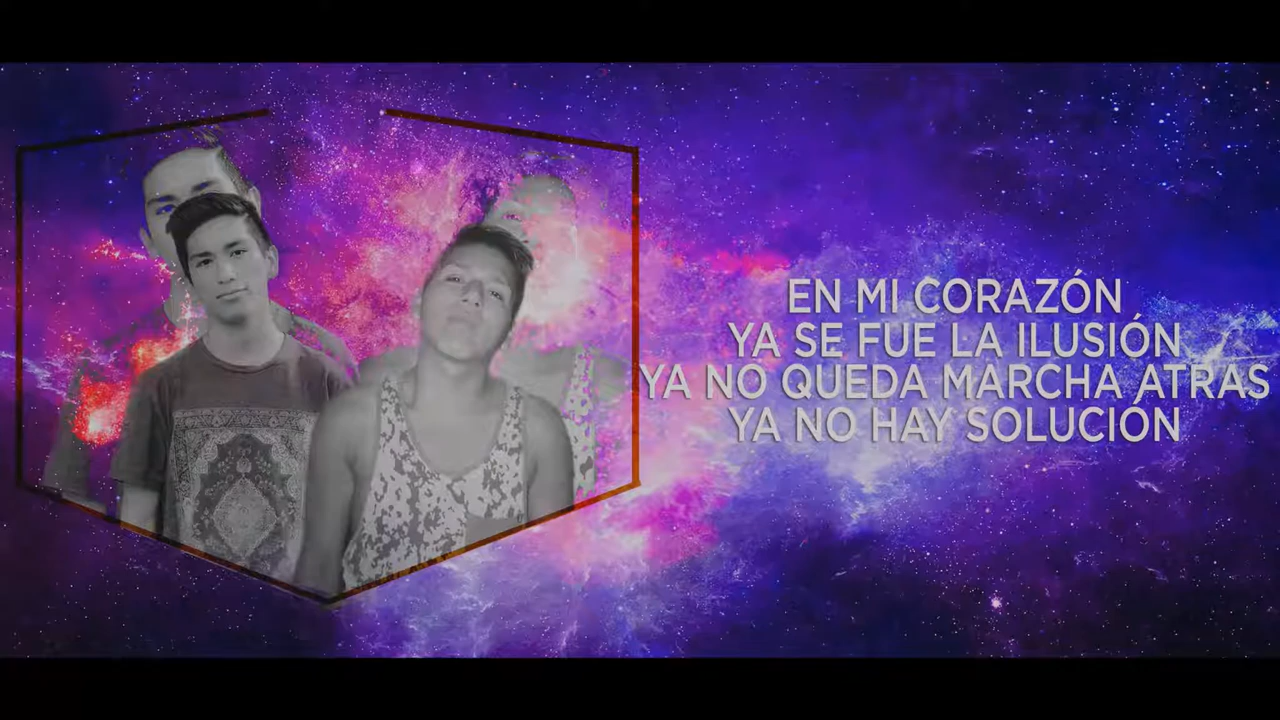 EN MI CORAZÓN
YA SE FUE LA ILUSIÓN
YA NO QUEDA MARCHA ATRAS
YA NO HAY SOLUCIÓN